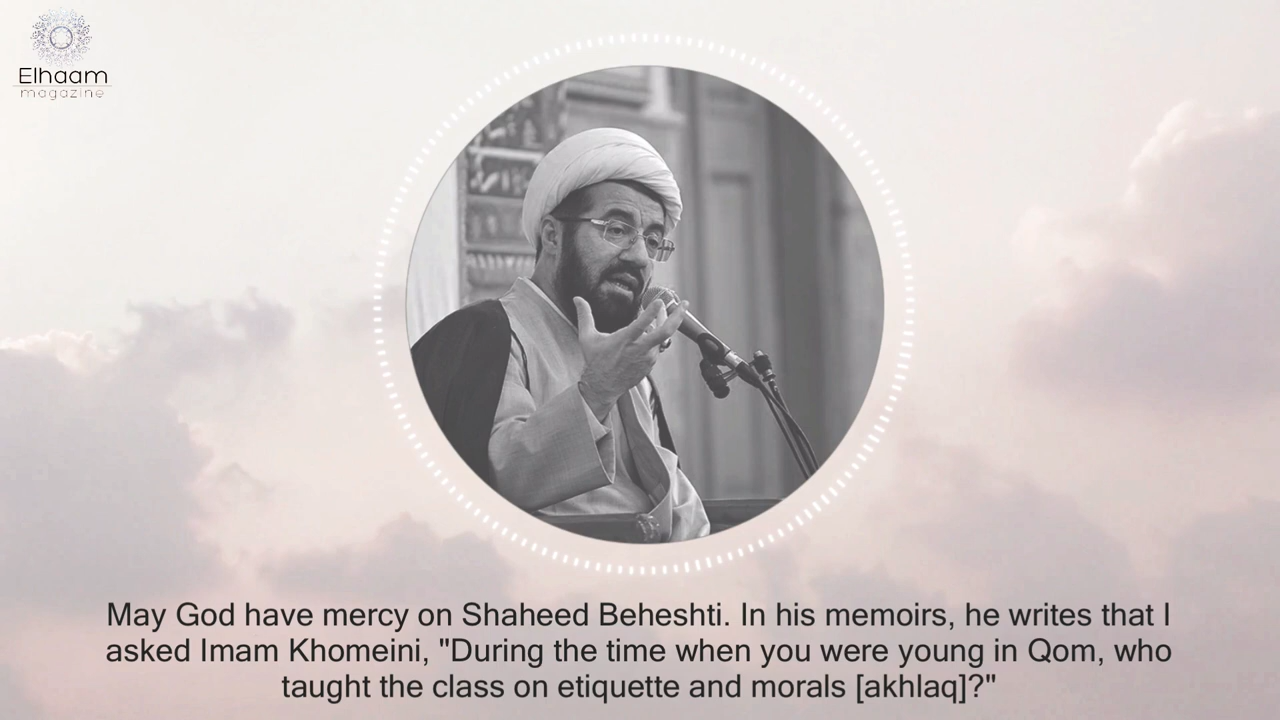 Elhaam
magazine
May God have mercy on Shaheed Beheshti. In his memoirs, he writes that I
asked Imam Khomeini, "During the time when you were young in Qom, who
taught the class on etiquette and morals [akhlaq]?"